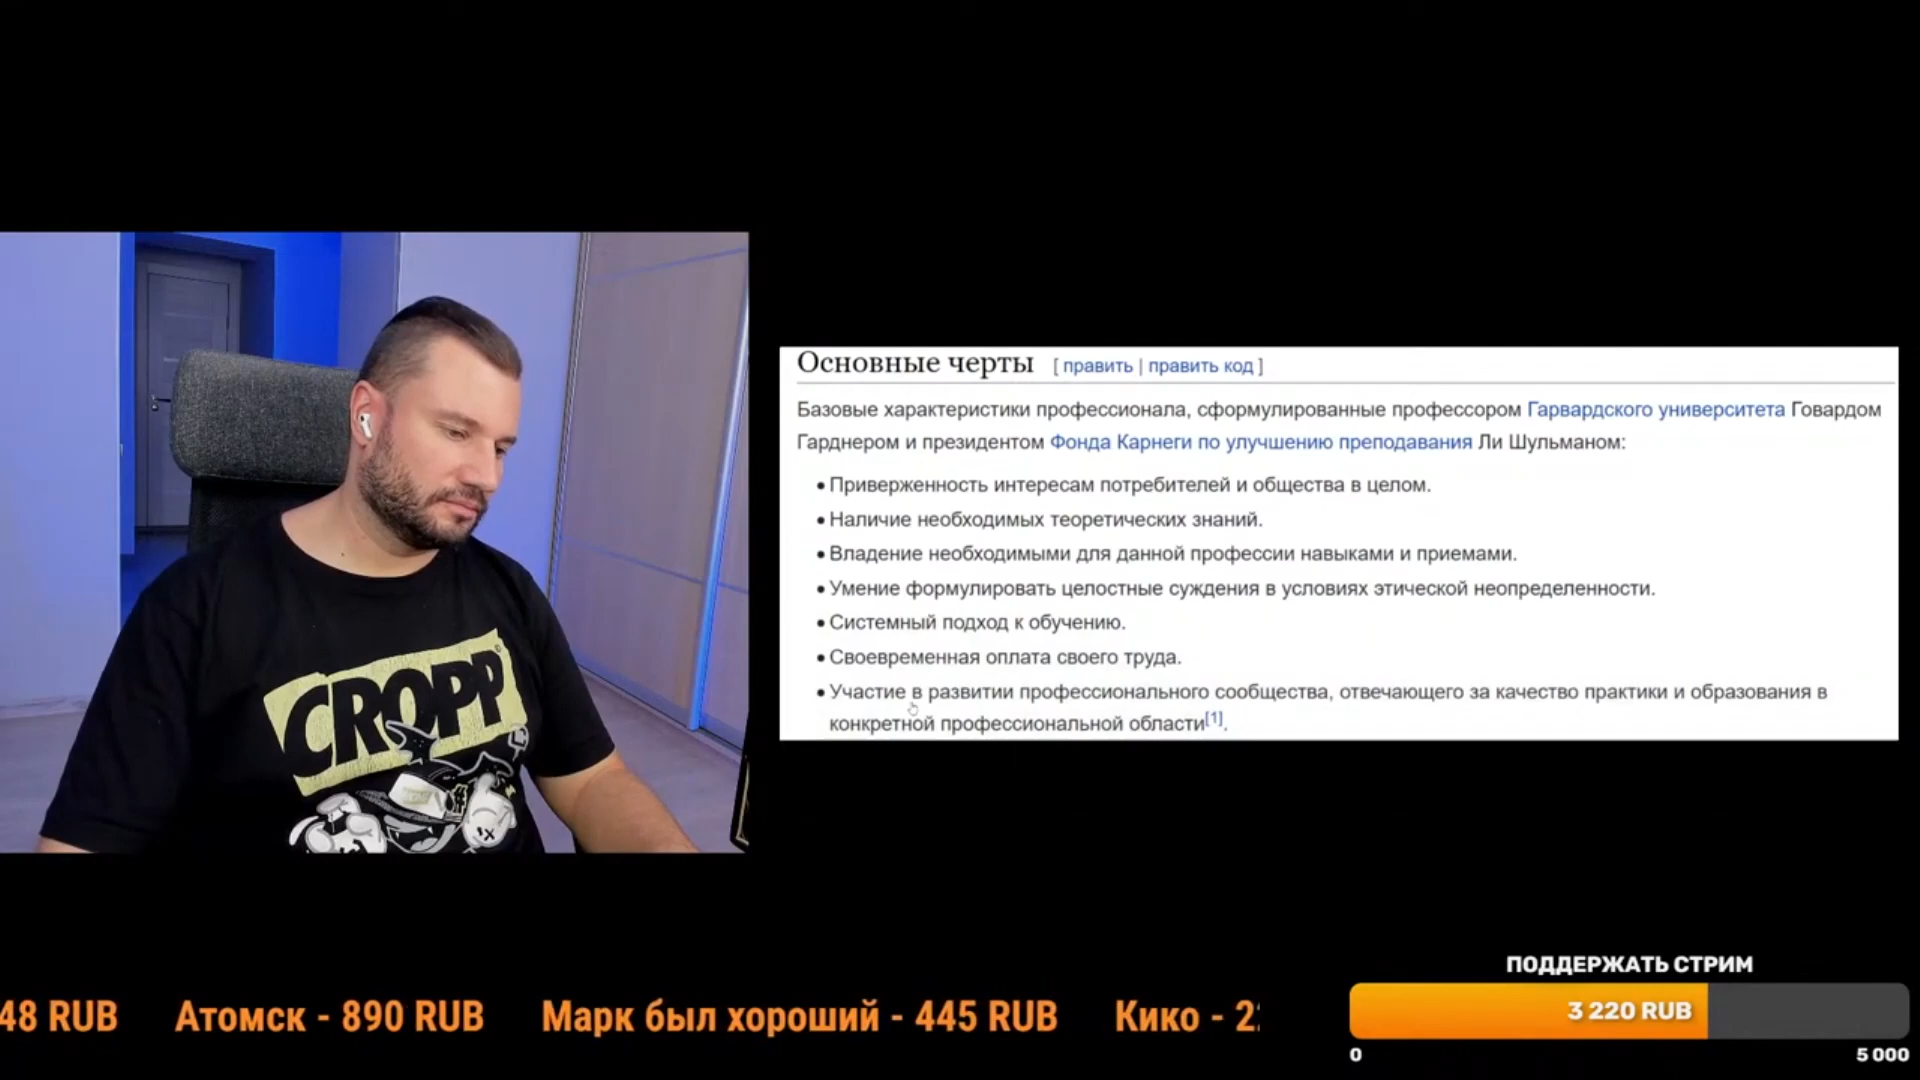 Основные черты [ править | править код ]
Базовые характеристики профессионала, сформулированные профессором Гарвардского университета Говардом
Гарднером и президентом Фонда Карнеги по улучшению преподавания Ли Шульманом:
• Приверженность интересам потребителей и общества в целом.
• Наличие необходимых теоретических знаний.
• Владение необходимыми для данной профессии навыками и приемами.
• Умение формулировать целостные суждения в условиях этической неопределенности.
• Системный подход к обучению.
• Своевременная оплата своего труда.
• Участие в развитии профессионального сообщества, отвечающего за качество практики и образования в
конкретной профессиональной области[1].
CROPP
ПОДДЕРЖАТЬ СТРИМ
3 220 RUB
0 5 000
48 RUB Атомск - 890 RUB Марк был хороший - 445 RUB Кико - 2